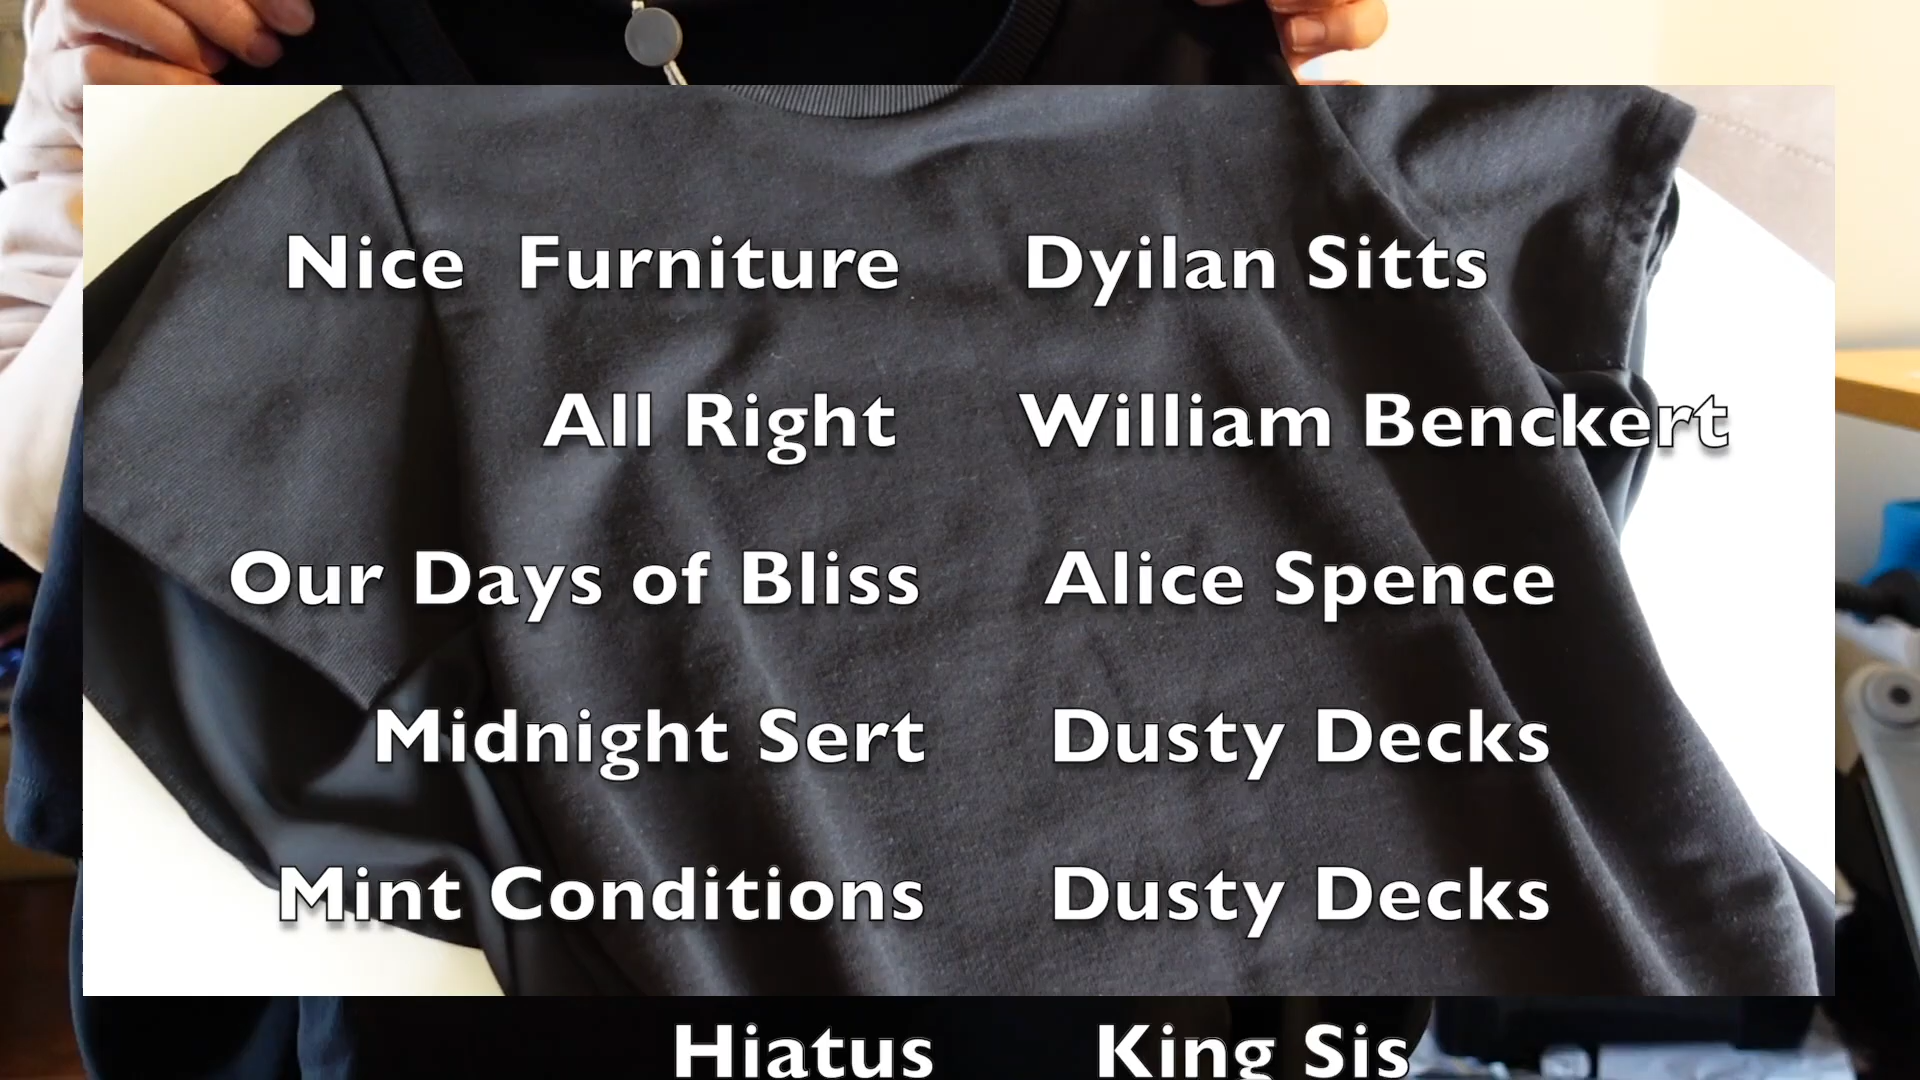 Nice Furniture Dyilan Sitts
All Right William Benckert
Our Days of Bliss Alice Spence
Midnight Sert Dusty Decks
Mint Conditions Dusty Decks
Hiatus King Sis